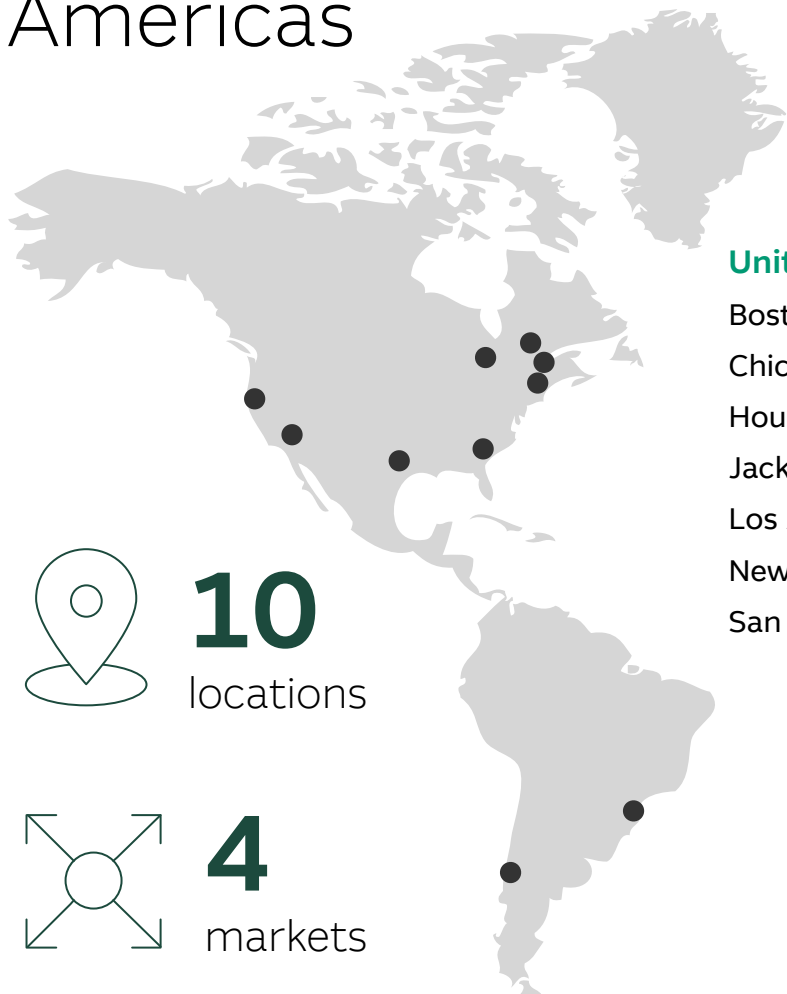 Americas
10
locations
4
markets
Unit
Bost
Chic
Hou
Jack
Los
New
San